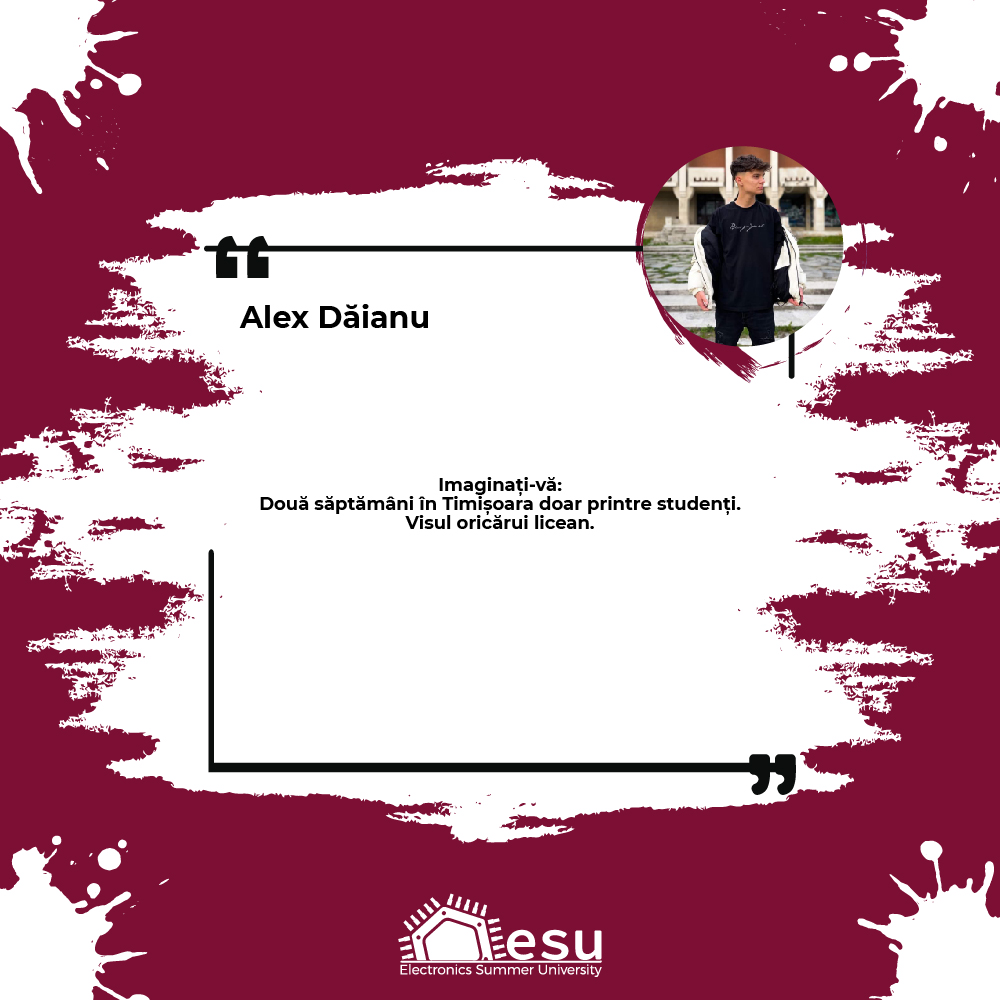 Alex Dăianu
Imaginați-vă:
Două săptămâni în Timișoara doar printre studenți.
Visul oricărui licean.
esu
Electronics Summer University